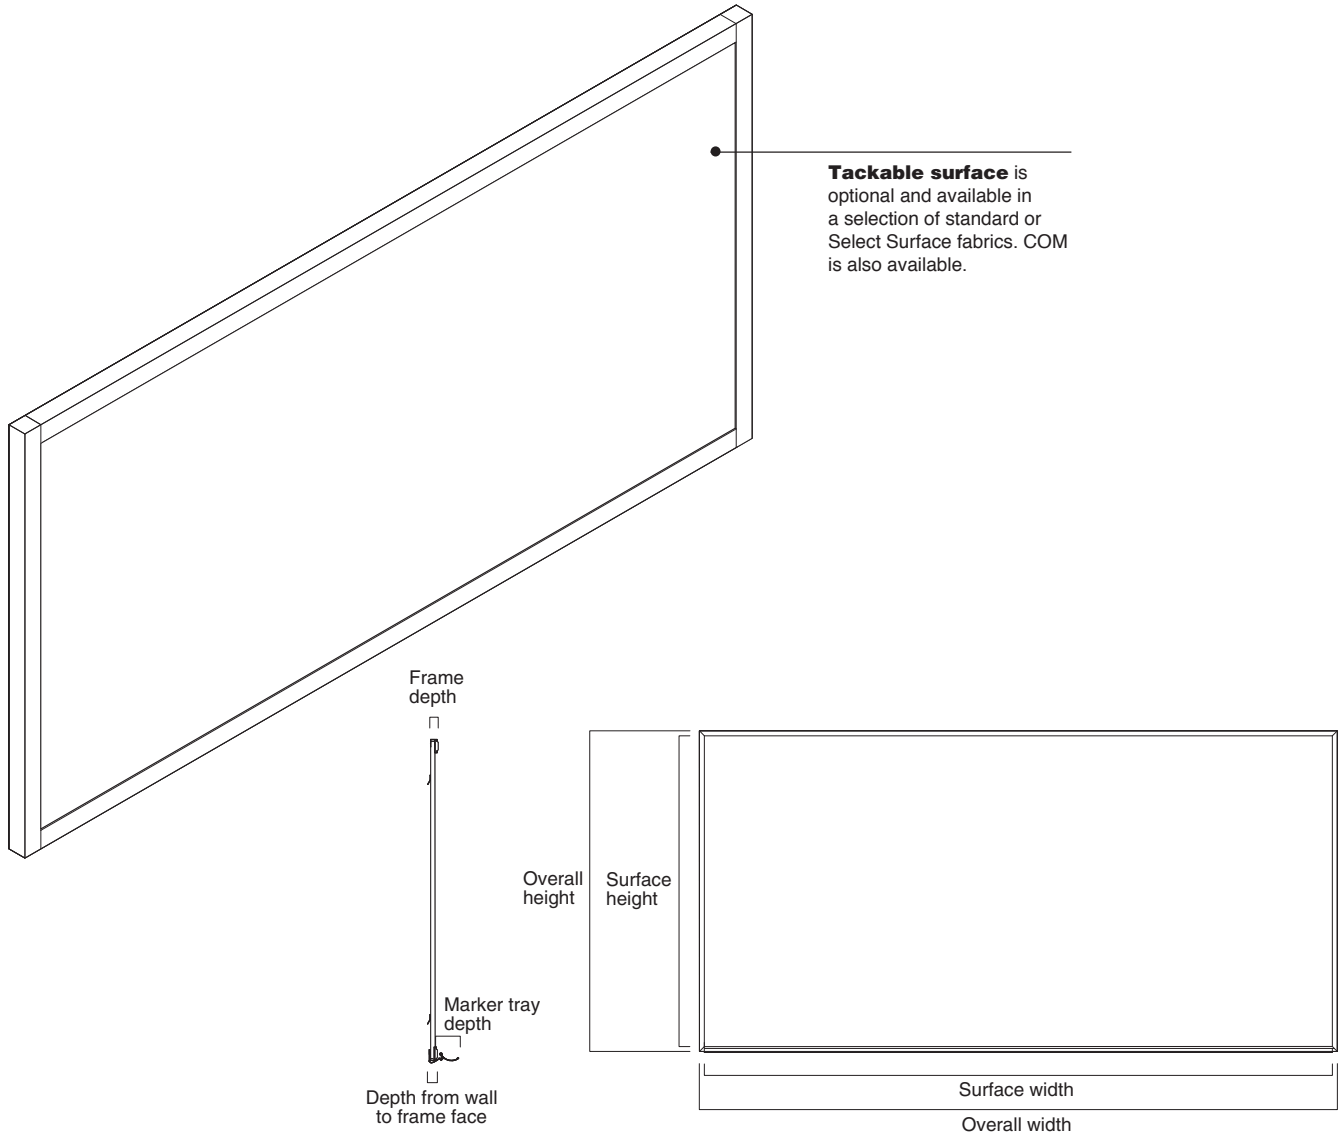 Tackable surface is
optional and available in
a selection of standard or
Select Surface fabrics. COM
is also available.
Frame
depth
Overall
height
Surface
height
Marker tray
depth
Depth from wall
to frame face
Surface width
Overall width